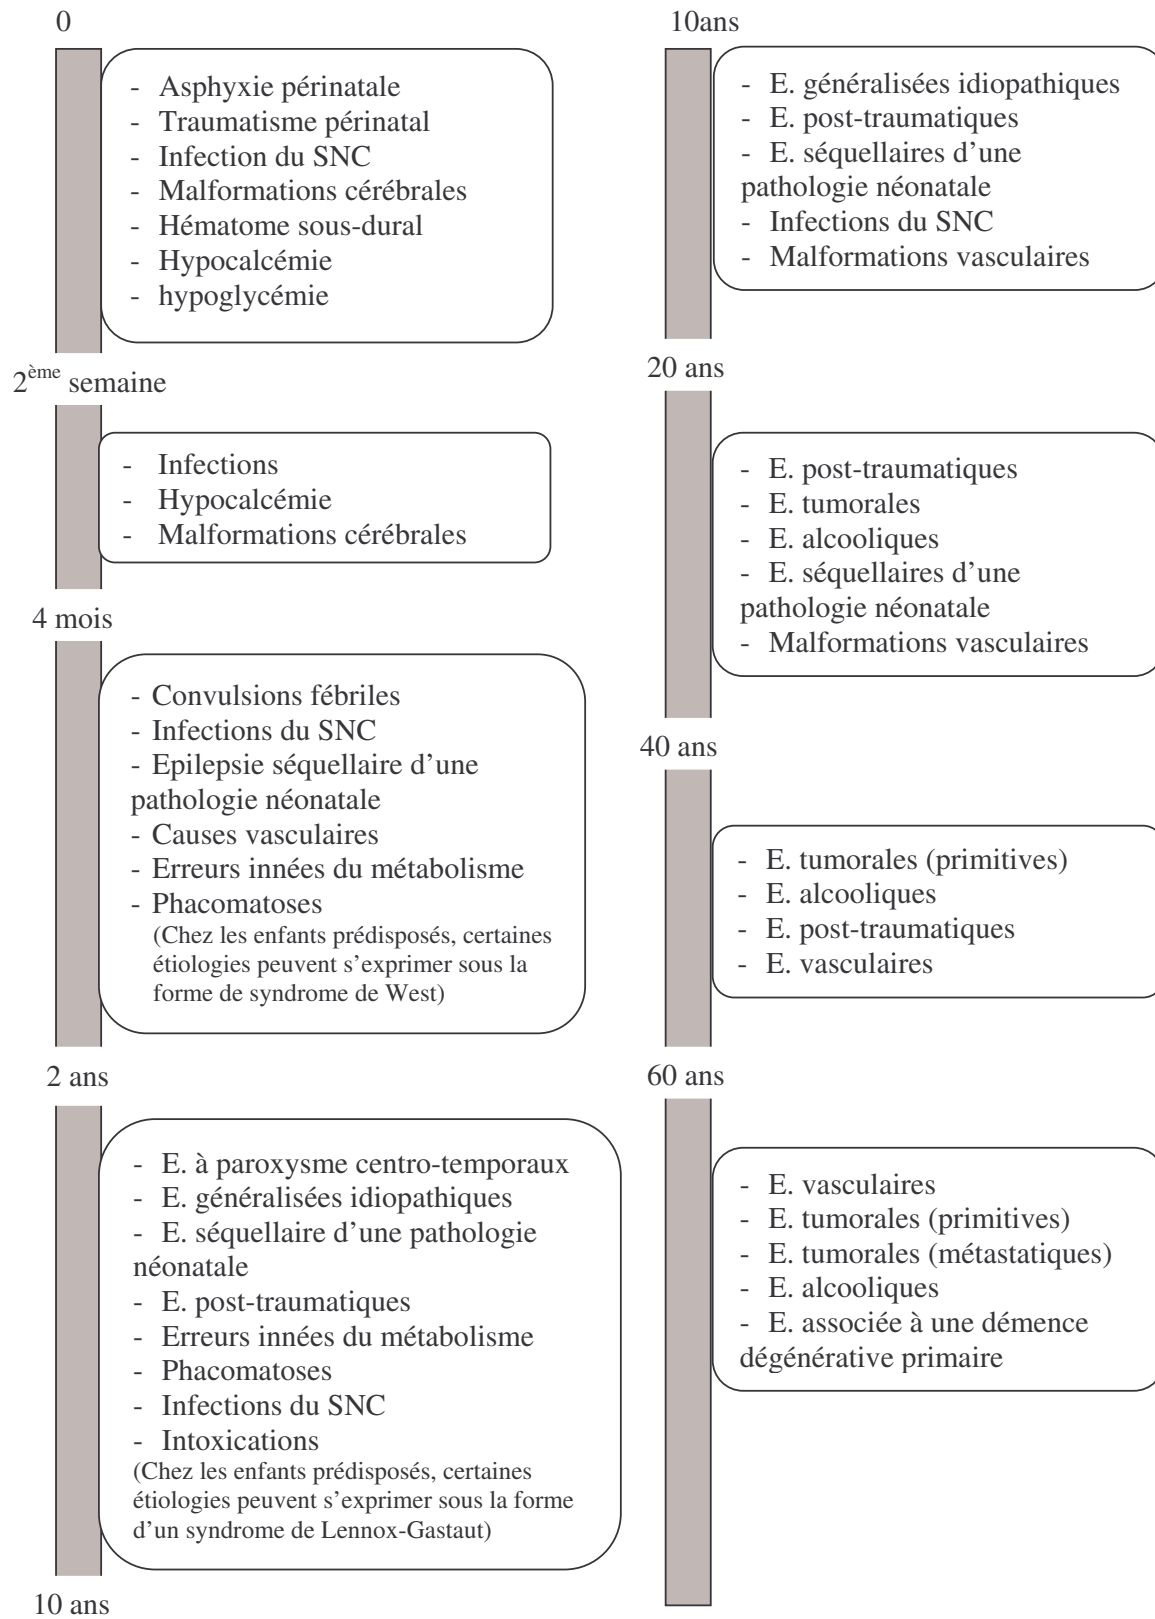 0
- Asphyxie périnatale
- Traumatisme périnatal
- Infection du SNC
- Malformations cérébrales
- Hématome sous-dural
- Hypocalcémie
- hypoglycémie
2ème semaine
- Infections
- Hypocalcémie
- Malformations cérébrales
4 mois
- Convulsions fébriles
- Infections du SNC
- Epilepsie séquellaire d’une
pathologie néonatale
- Causes vasculaires
- Erreurs innées du métabolisme
- Phacomatoses
(Chez les enfants prédisposés, certaines
étiologies peuvent s’exprimer sous la
forme de syndrome de West)
2 ans
- E. à paroxysme centro-temporaux
- E. généralisées idiopathiques
- E. séquellaire d’une pathologie
néonatale
- E. post-traumatiques
- Erreurs innées du métabolisme
- Phacomatoses
- Infections du SNC
- Intoxications
(Chez les enfants prédisposés, certaines
étiologies peuvent s’exprimer sous la forme
d’un syndrome de Lennox-Gastaut)
10 ans
10ans
- E. généralisées idiopathiques
- E. post-traumatiques
- E. séquellaires d’une
pathologie néonatale
- Infections du SNC
- Malformations vasculaires
20 ans
- E. post-traumatiques
- E. tumorales
- E. alcooliques
- E. séquellaires d’une
pathologie néonatale
- Malformations vasculaires
40 ans
- E. tumorales (primitives)
- E. alcooliques
- E. post-traumatiques
- E. vasculaires
60 ans
- E. vasculaires
- E. tumorales (primitives)
- E. tumorales (métastatiques)
- E. alcooliques
- E. associée à une démence
dégénérative primaire